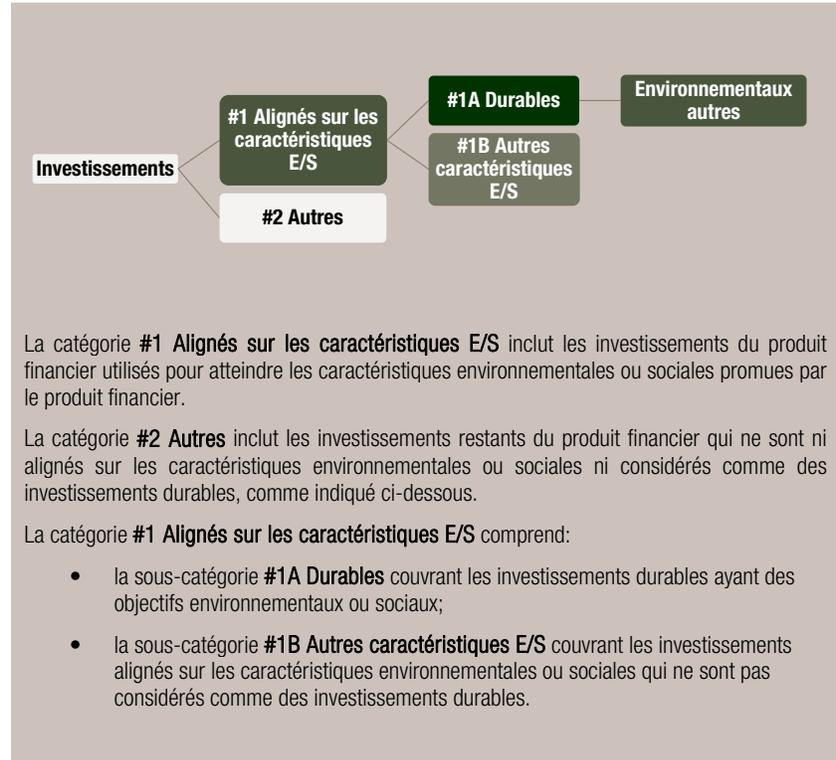 Investissements
#1 Alignés sur les
caractéristiques
E/S
#2 Autres
#1A Durables
#1B Autres
caractéristiques
E/S
Environnementaux
autres
La catégorie #1 Alignés sur les caractéristiques E/S inclut les investissements du produit
financier utilisés pour atteindre les caractéristiques environnementales ou sociales promues par
le produit financier.
La catégorie #2 Autres inclut les investissements restants du produit financier qui ne sont ni
alignés sur les caractéristiques environnementales ou sociales ni considérés comme des
investissements durables, comme indiqué ci-dessous.
La catégorie #1 Alignés sur les caractéristiques E/S comprend:
• la sous-catégorie #1A Durables couvrant les investissements durables ayant des
objectifs environnementaux ou sociaux;
• la sous-catégorie #1B Autres caractéristiques E/S couvrant les investissements
alignés sur les caractéristiques environnementales ou sociales qui ne sont pas
considérés comme des investissements durables.